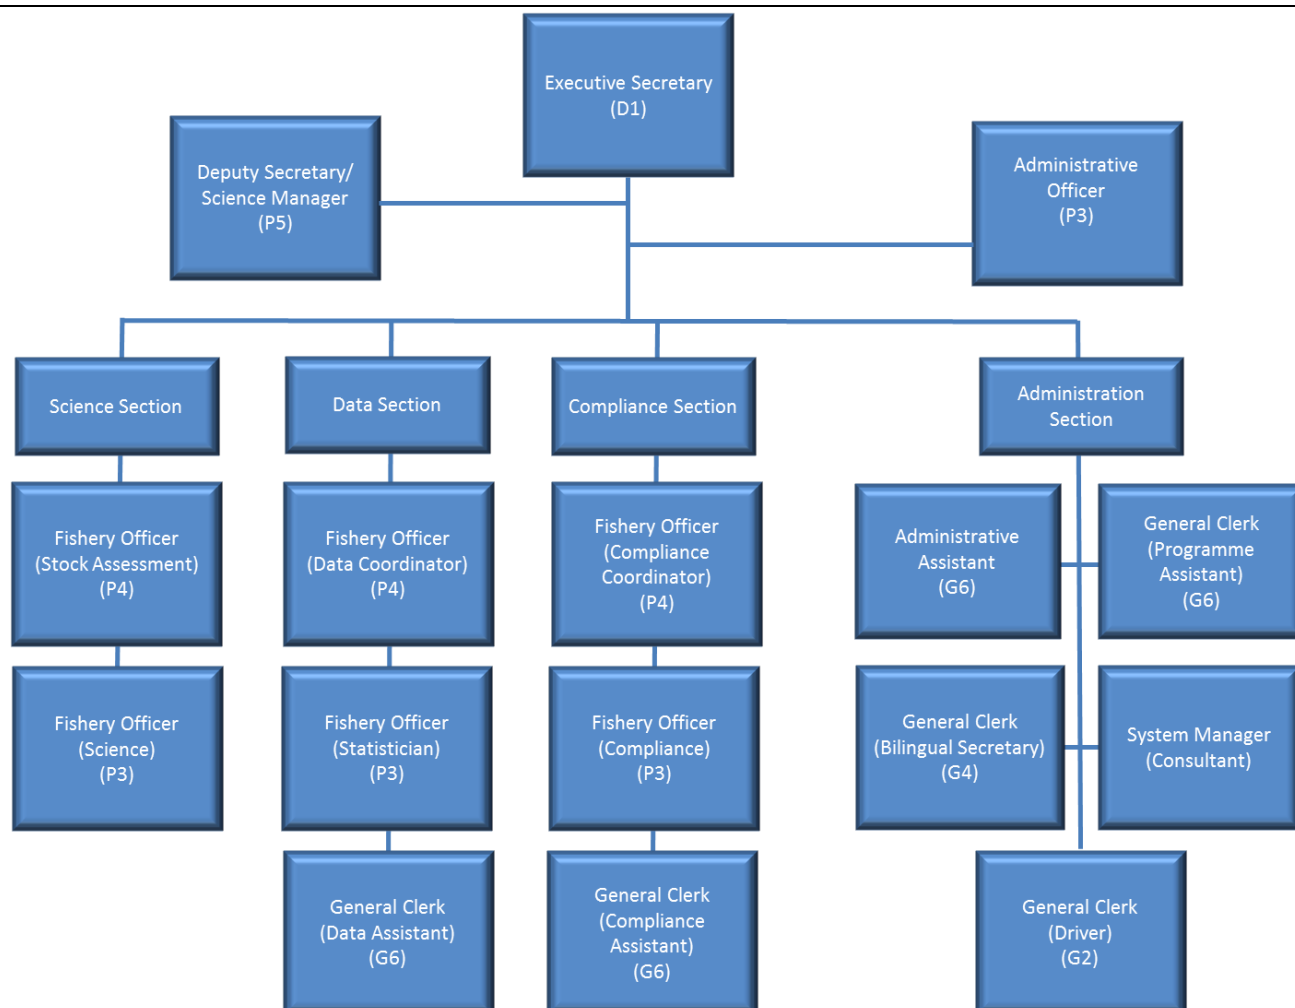 Executive Secretary
(D1)
Deputy Secretary/
Science Manager
(P5)
Administrative
Officer
(P3)
Science Section
Data Section
Compliance Section
Administration
Section
Fishery Officer
(Stock Assessment)
(P4)
Fishery Officer
(Data Coordinator)
(P4)
Fishery Officer
(Compliance
Coordinator)
(P4)
Administrative
Assistant
(G6)
General Clerk
(Programme
Assistant)
(G6)
Fishery Officer
(Science)
(P3)
Fishery Officer
(Statistician)
(P3)
Fishery Officer
(Compliance)
(P3)
General Clerk
(Bilingual Secretary)
(G4)
System Manager
(Consultant)
General Clerk
(Data Assistant)
(G6)
General Clerk
(Compliance
Assistant)
(G6)
General Clerk
(Driver)
(G2)